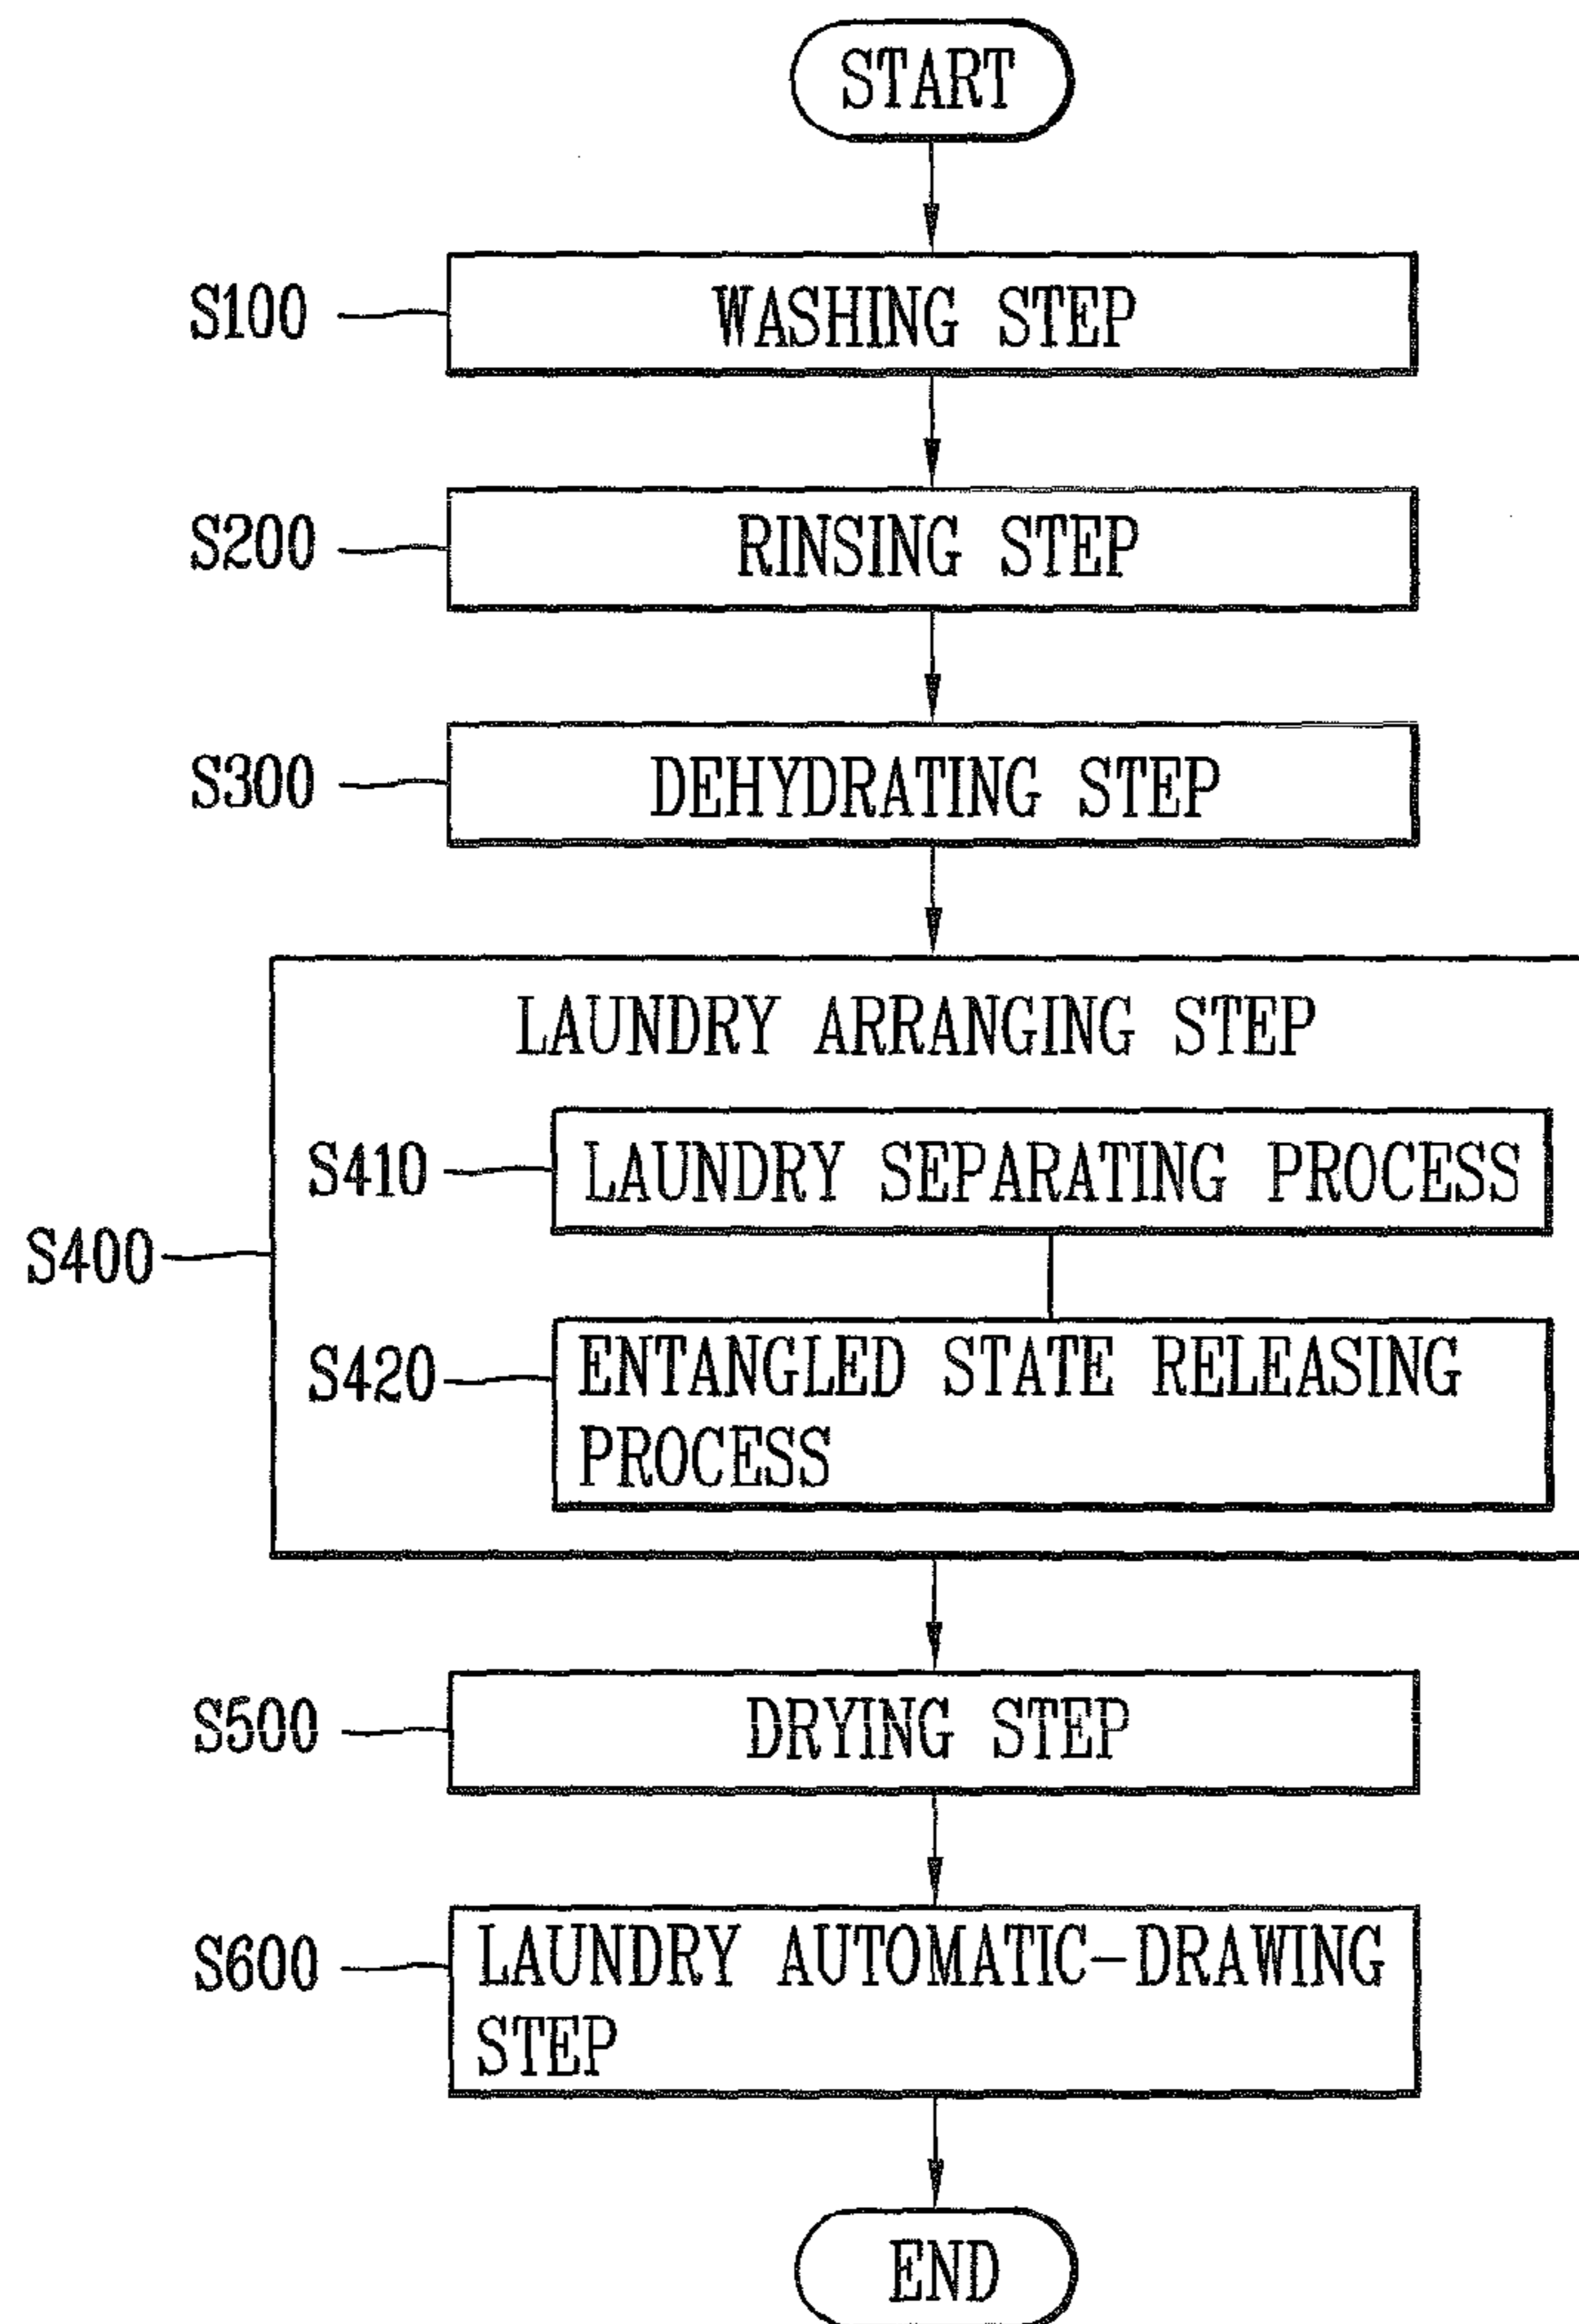 START
S100
WASHING STEP
S200
RINSING STEP
S300
DEHYDRATING STEP
LAUNDRY ARRANGING STEP
S410
LAUNDRY SEPARATING PROCESS
S400
S420
ENTANGLED STATE RELEASING
PROCESS
S500
DRYING STEP
S600
LAUNDRY AUTOMATIC-DRAWING
STEP
END